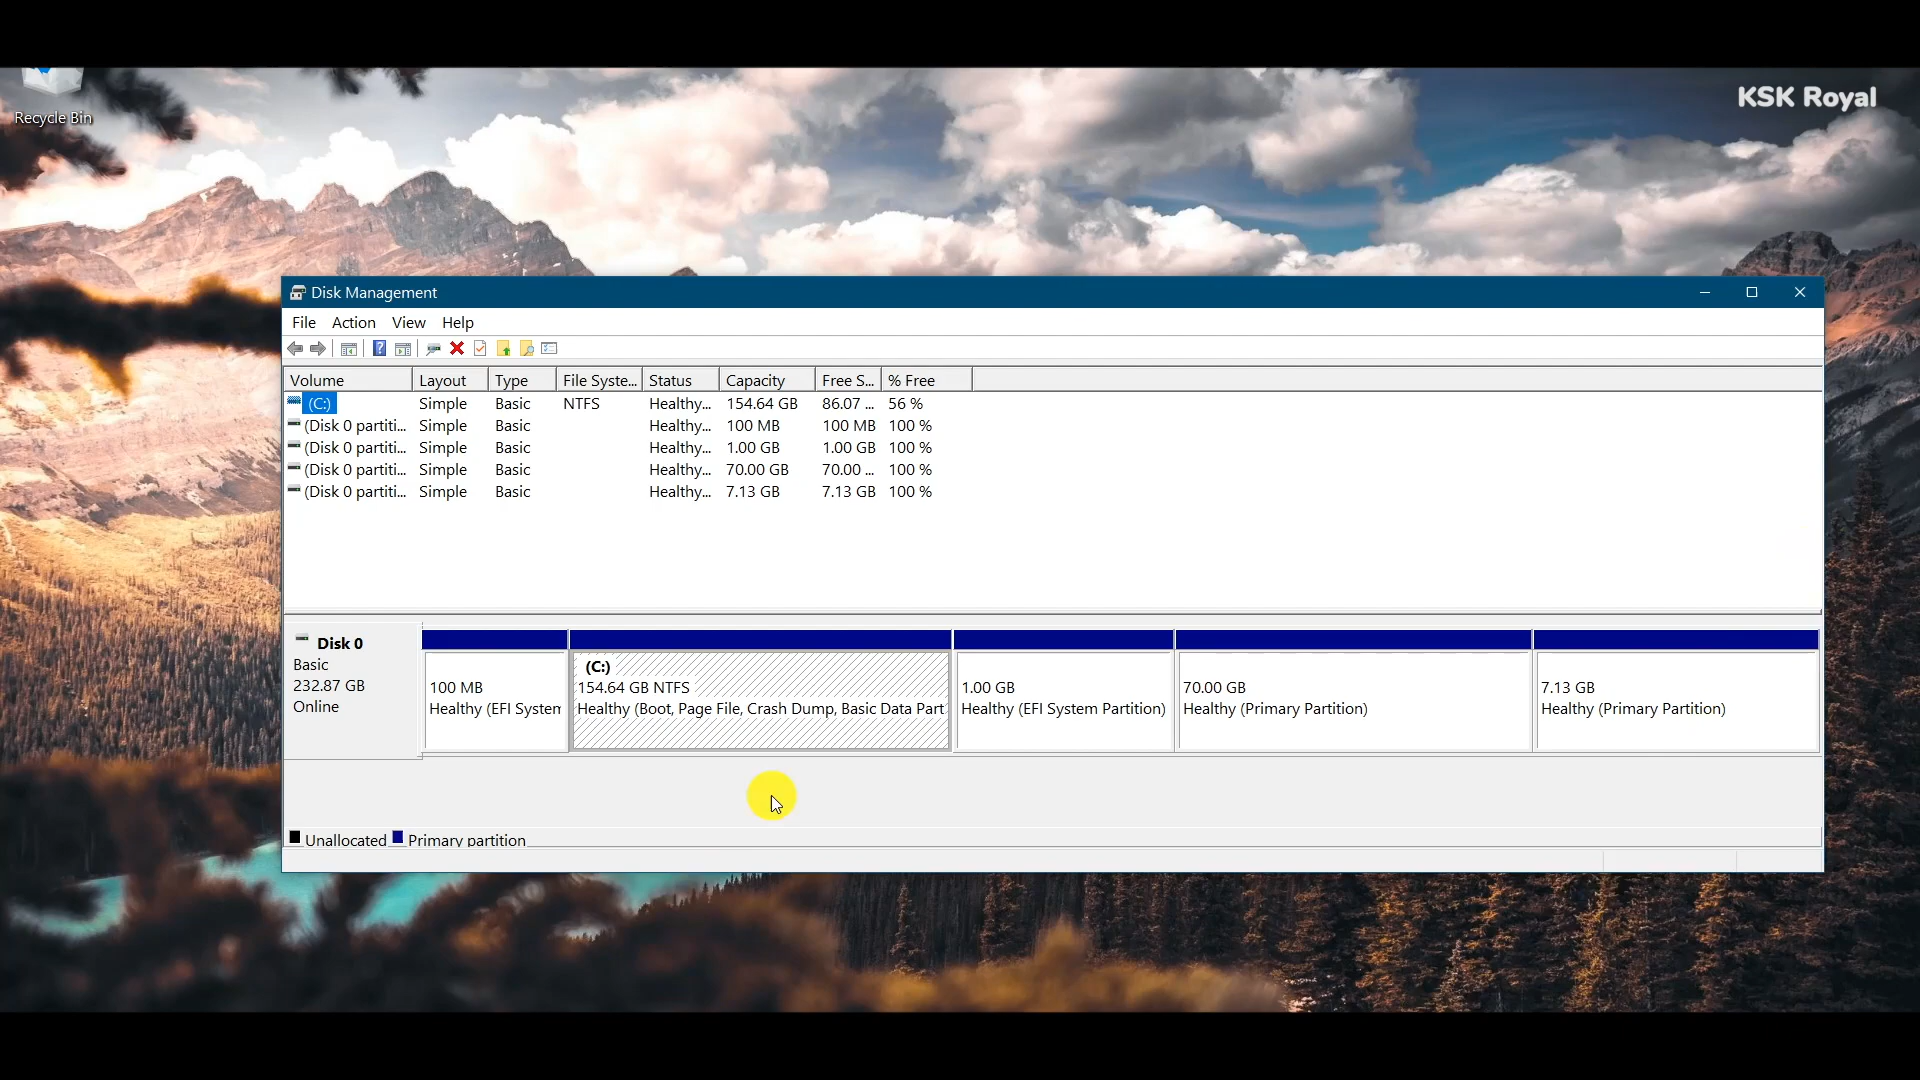 Recycle Bin
KSK Royal
Disk Management
File Action View Help
Volume Layout Type File Syste... Status Capacity Free S... % Free
(C:) Simple Basic NTFS Healthy... 154.64 GB 86.07 ... 56 %
(Disk 0 partiti... Simple Basic Healthy... 100 MB 100 MB 100 %
(Disk 0 partiti... Simple Basic Healthy... 1.00 GB 1.00 GB 100 %
(Disk 0 partiti... Simple Basic Healthy... 70.00 GB 70.00 ... 100 %
(Disk 0 partiti... Simple Basic Healthy... 7.13 GB 7.13 GB 100 %
Disk 0
Basic
232.87 GB
Online
100 MB
Healthy (EFI System
(C:)
154.64 GB NTFS
Healthy (Boot, Page File, Crash Dump, Basic Data Part
1.00 GB
Healthy (EFI System Partition)
70.00 GB
Healthy (Primary Partition)
7.13 GB
Healthy (Primary Partition)
Unallocated Primary partition